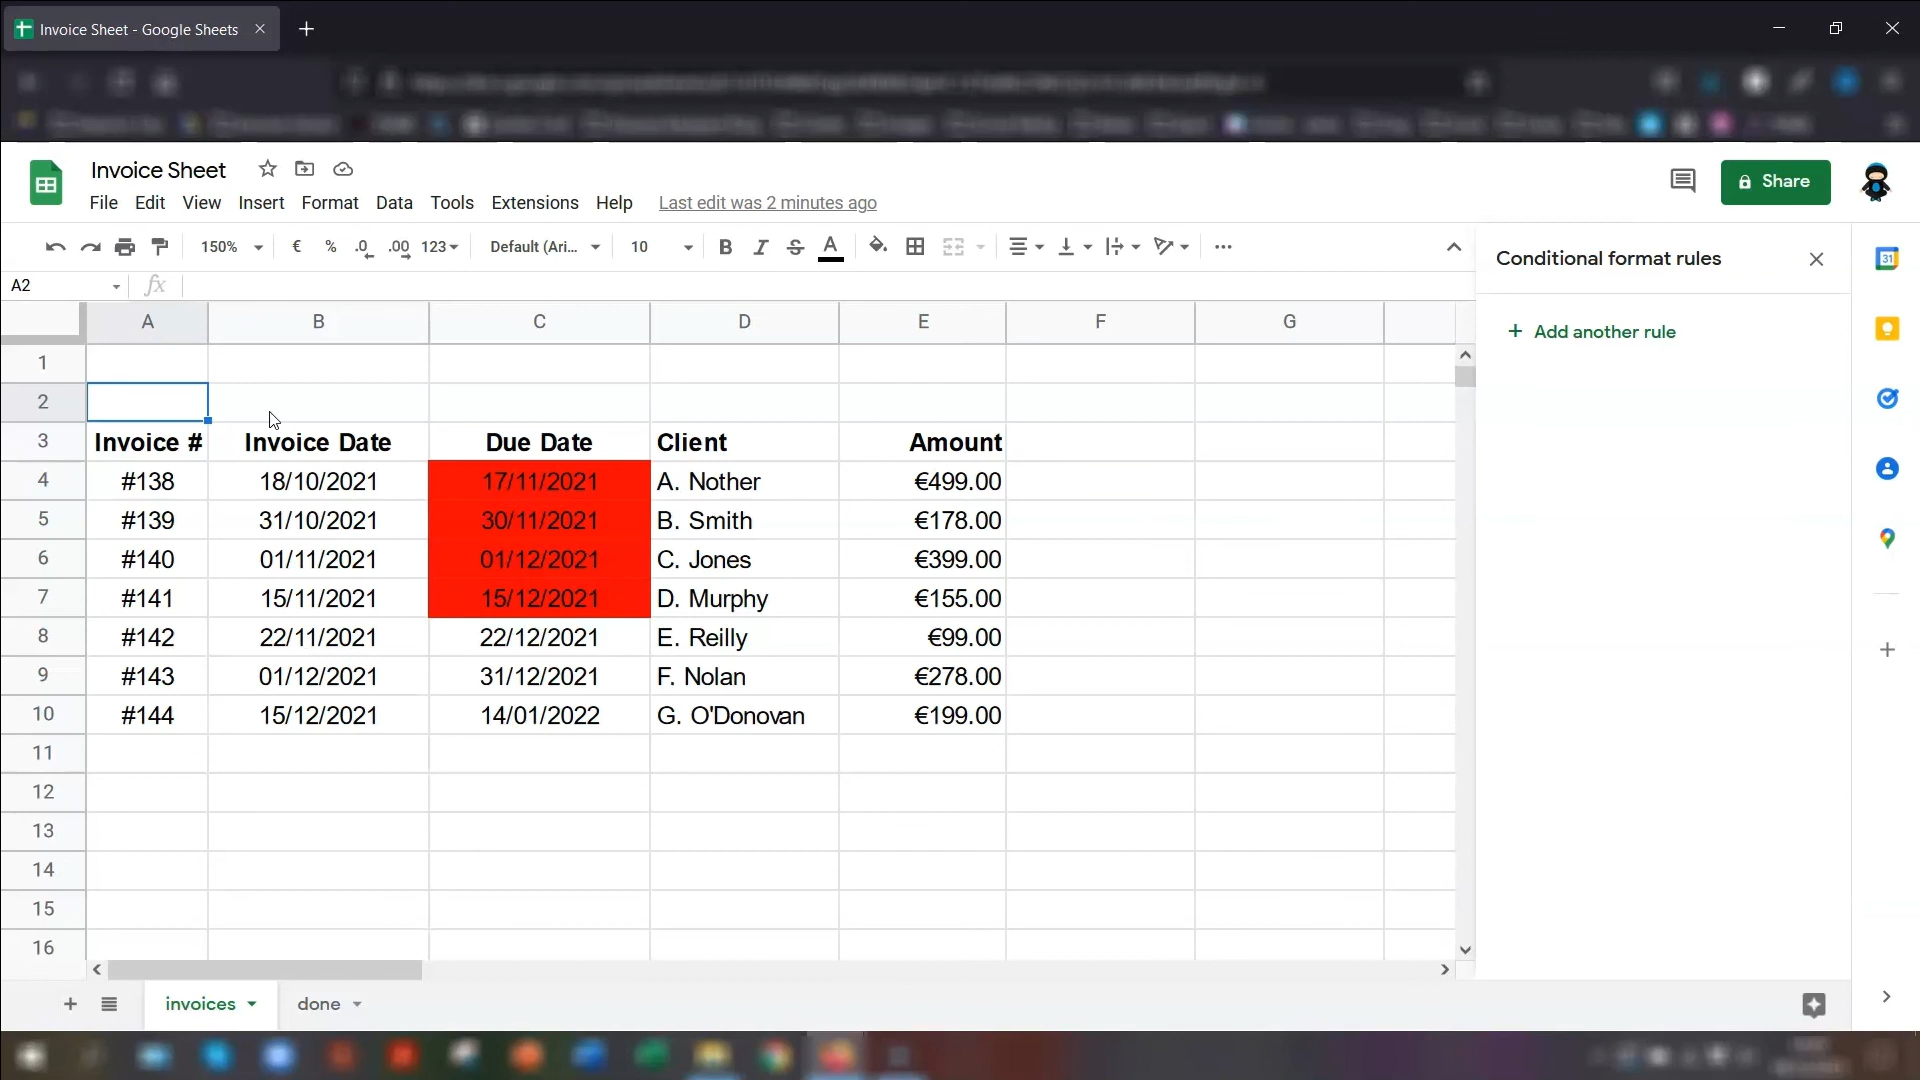 Invoice Sheet - Google Sheets
Invoice Sheet
Share
File Edit View Insert Format Data Tools Extensions Help Last edit was 2 minutes ago
150% € % .0 .00 123 Default (Ari... 10 B I S A
Conditional format rules
A2 fx
Add another rule
A B C D E F G
1
2
3 Invoice # Invoice Date Due Date Client Amount
4 #138 18/10/2021 17/11/2021 A. Nother €499.00
5 #139 31/10/2021 30/11/2021 B. Smith €178.00
6 #140 01/11/2021 01/12/2021 C. Jones €399.00
7 #141 15/11/2021 15/12/2021 D. Murphy €155.00
8 #142 22/11/2021 22/12/2021 E. Reilly €99.00
9 #143 01/12/2021 31/12/2021 F. Nolan €278.00
10 #144 15/12/2021 14/01/2022 G. O'Donovan €199.00
11
12
13
14
15
16
invoices done
31